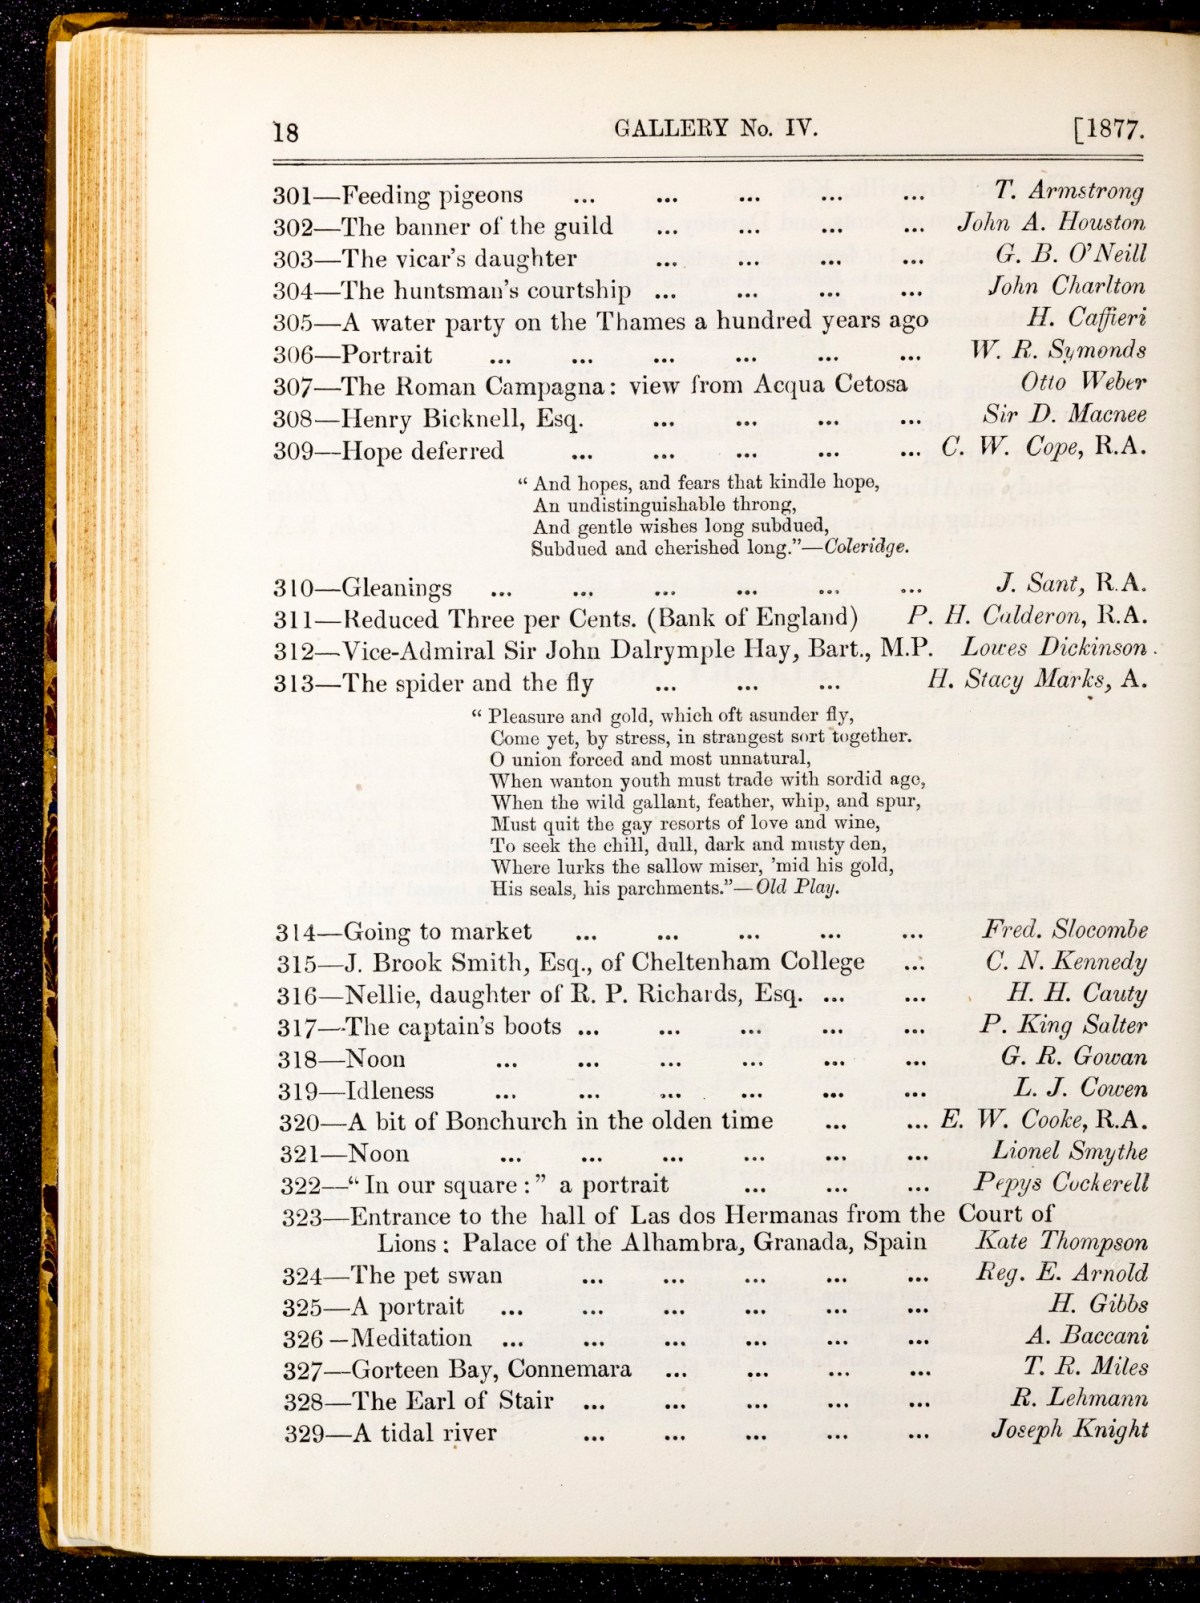 18 GALLERY No. IV. [1877.
301—Feeding pigeons ... ... ... ... ... T. Armstrong
302—The banner of the guild ... ... ... ... John A. Houston
303—The vicar's daughter ... ... ... ... G. B. O'Neill
304—The huntsman's courtship ... ... ... ... John Charlton
305—A water party on the Thames a hundred years ago H. Caffieri
306—Portrait ... ... ... ... ... ... W. R. Symonds
307—The Roman Campagna: view from Acqua Cetosa Otto Weber
308—Henry Bicknell, Esq. ... ... ... ... Sir D. Macnee
309—Hope deferred ... ... ... ... ... C. W. Cope, R.A.
"And hopes, and fears that kindle hope,
An undistinguishable throng,
And gentle wishes long subdued,
Subdued and cherished long."—Coleridge.
310—Gleanings ... ... ... ... ... ... J. Sant, R.A.
311—Reduced Three per Cents. (Bank of England) P. H. Calderon, R.A.
312—Vice-Admiral Sir John Dalrymple Hay, Bart., M.P. Lowes Dickinson.
313—The spider and the fly ... ... ... H. Stacy Marks, A.
"Pleasure and gold, which oft asunder fly,
Come yet, by stress, in strangest sort together.
O union forced and most unnatural,
When wanton youth must trade with sordid age,
When the wild gallant, feather, whip, and spur,
Must quit the gay resorts of love and wine,
To seek the chill, dull, dark and musty den,
Where lurks the sallow miser, 'mid his gold,
His seals, his parchments."—Old Play.
314—Going to market ... ... ... ... ... Fred. Slocombe
315—J. Brook Smith, Esq., of Cheltenham College ... C. N. Kennedy
316—Nellie, daughter of R. P. Richards, Esq. ... ... H. H. Cauty
317—The captain's boots ... ... ... ... ... P. King Salter
318—Noon ... ... ... ... ... ... G. R. Gowan
319—Idleness ... ... ... ... ... ... L. J. Cowen
320—A bit of Bonchurch in the olden time ... ... E. W. Cooke, R.A.
321—Noon ... ... ... ... ... ... Lionel Smythe
322—"In our square:" a portrait ... ... ... Pepys Cockerell
323—Entrance to the hall of Las dos Hermanas from the Court of
Lions: Palace of the Alhambra, Granada, Spain Kate Thompson
324—The pet swan ... ... ... ... ... Reg. E. Arnold
325—A portrait ... ... ... ... ... ... H. Gibbs
326—Meditation ... ... ... ... ... ... A. Baccani
327—Gorteen Bay, Connemara ... ... ... ... T. R. Miles
328—The Earl of Stair ... ... ... ... ... R. Lehmann
329—A tidal river ... ... ... ... ... Joseph Knight